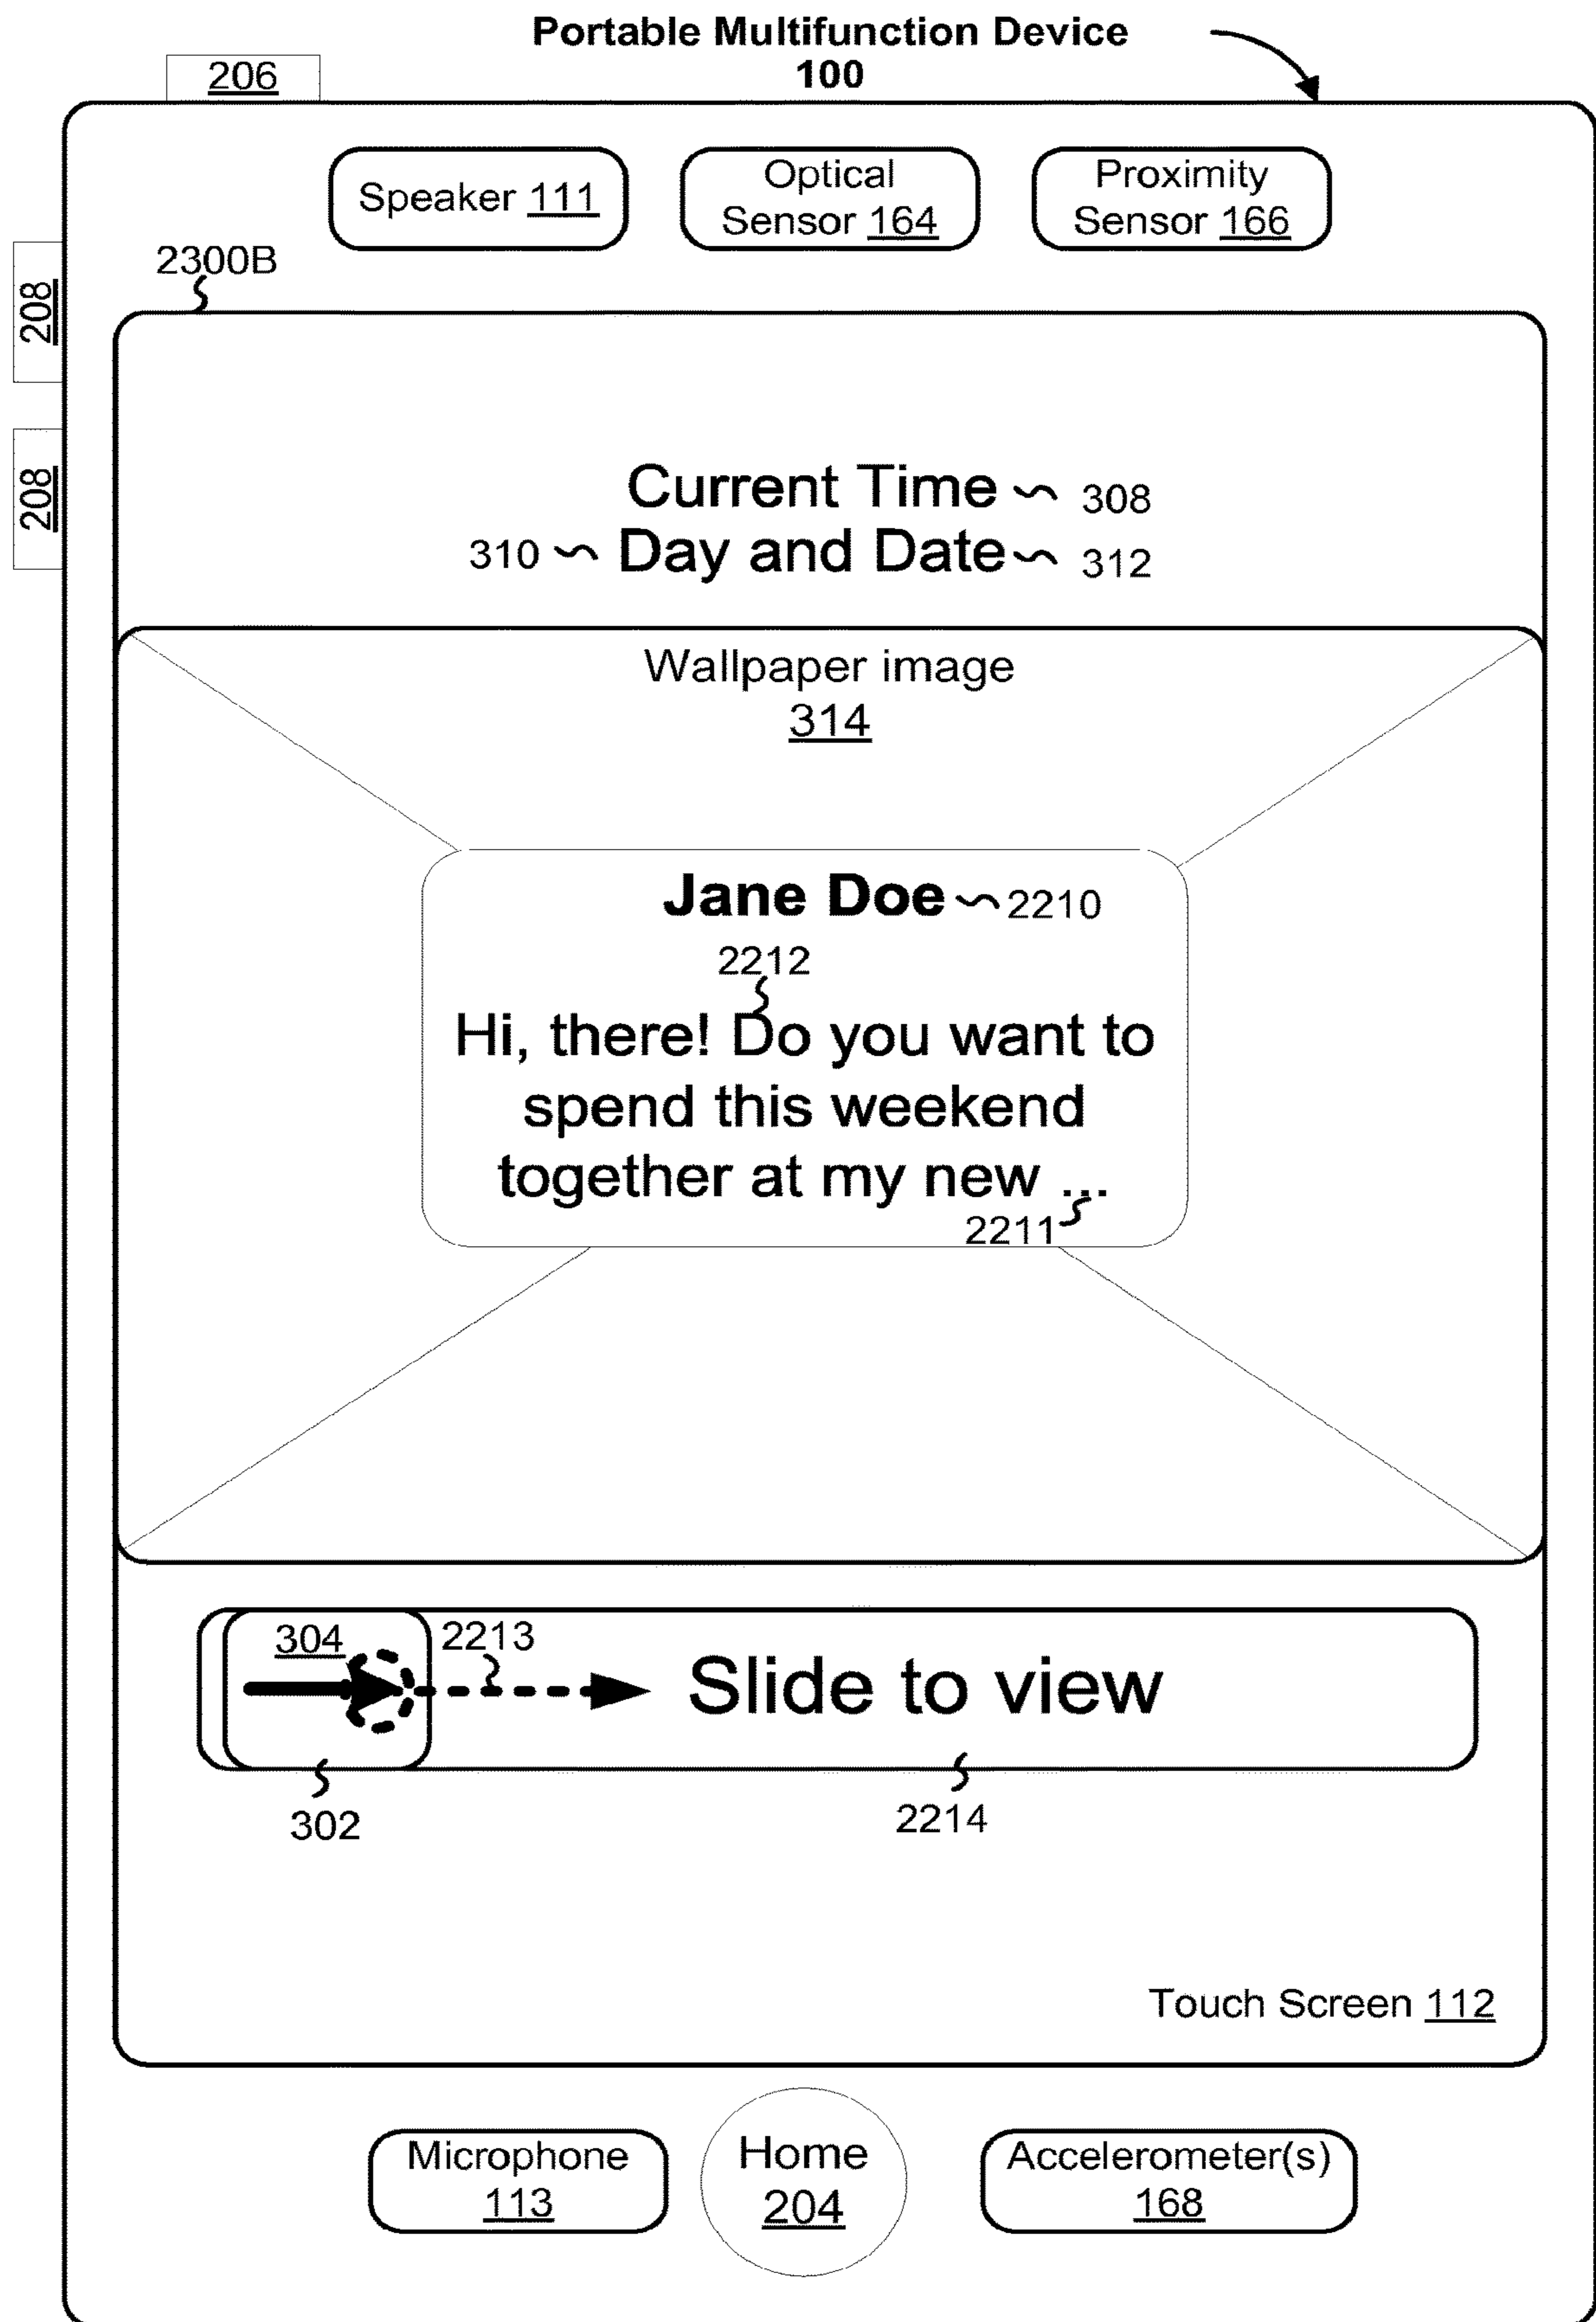 Portable Multifunction Device
100
206
Speaker 111
Optical
Sensor 164
Proximity
Sensor 166
208
2300B
208
Current Time 308
310 Day and Date 312
Wallpaper image
314
Jane Doe 2210
2212
Hi, there! Do you want to
spend this weekend
together at my new ...
2211
304
2213
Slide to view
302
2214
Touch Screen 112
Microphone
113
Home
204
Accelerometer(s)
168